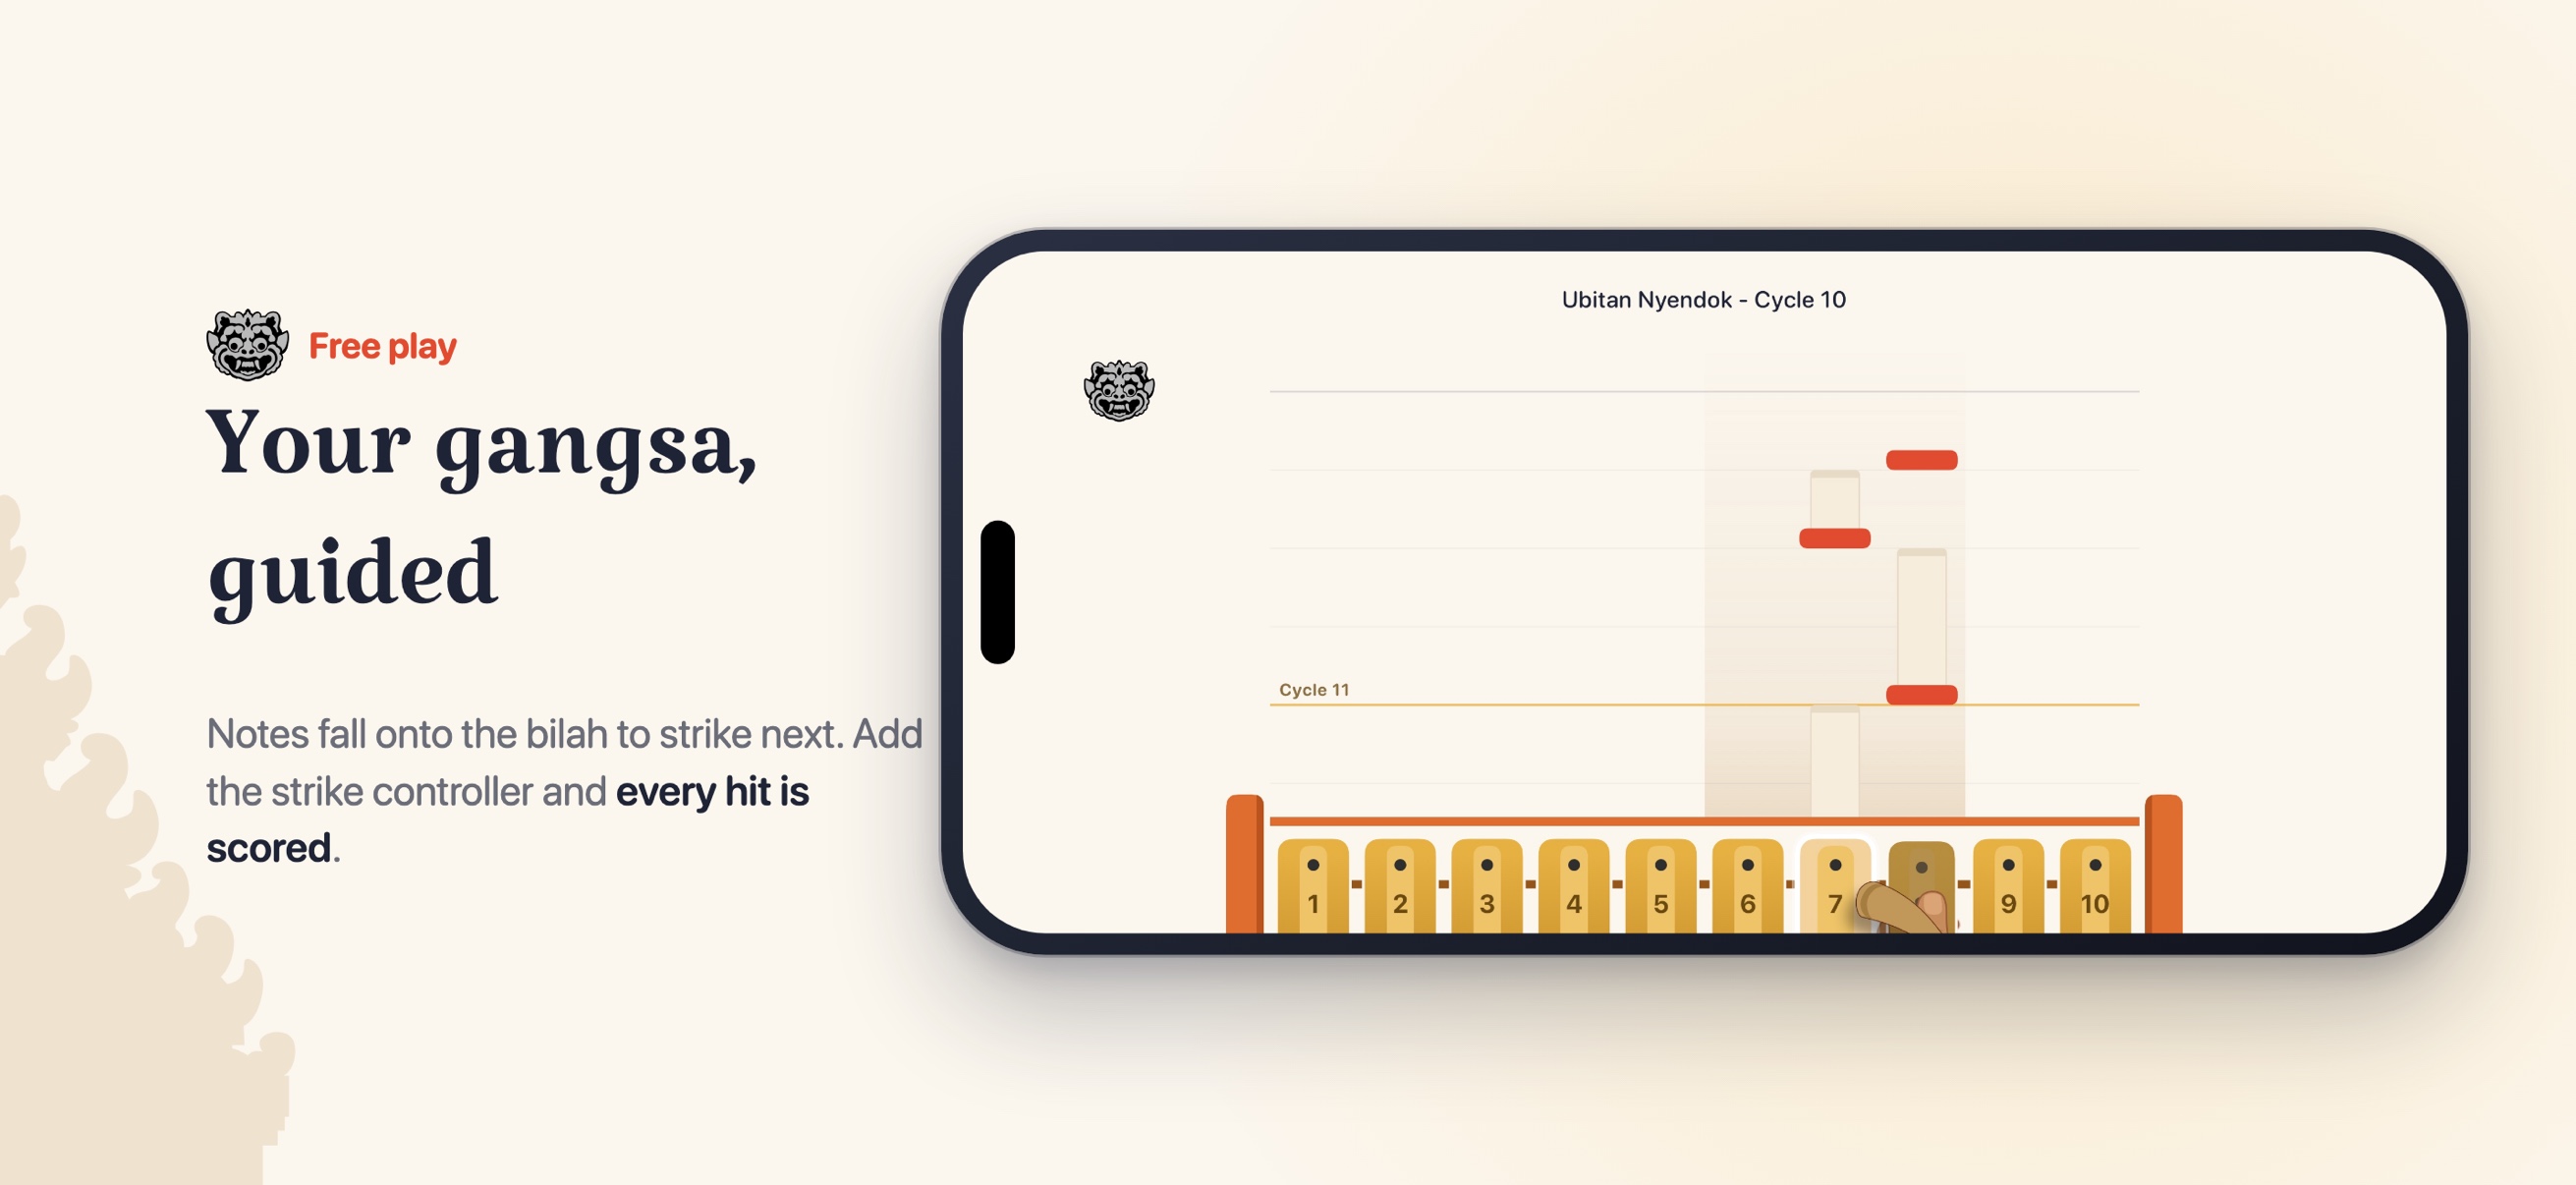 Free play
Your gangsa,
guided
Notes fall onto the bilah to strike next. Add
the strike controller and every hit is
scored.
Ubitan Nyendok - Cycle 10
Cycle 11
1 2 3 4 5 6 7 9 10